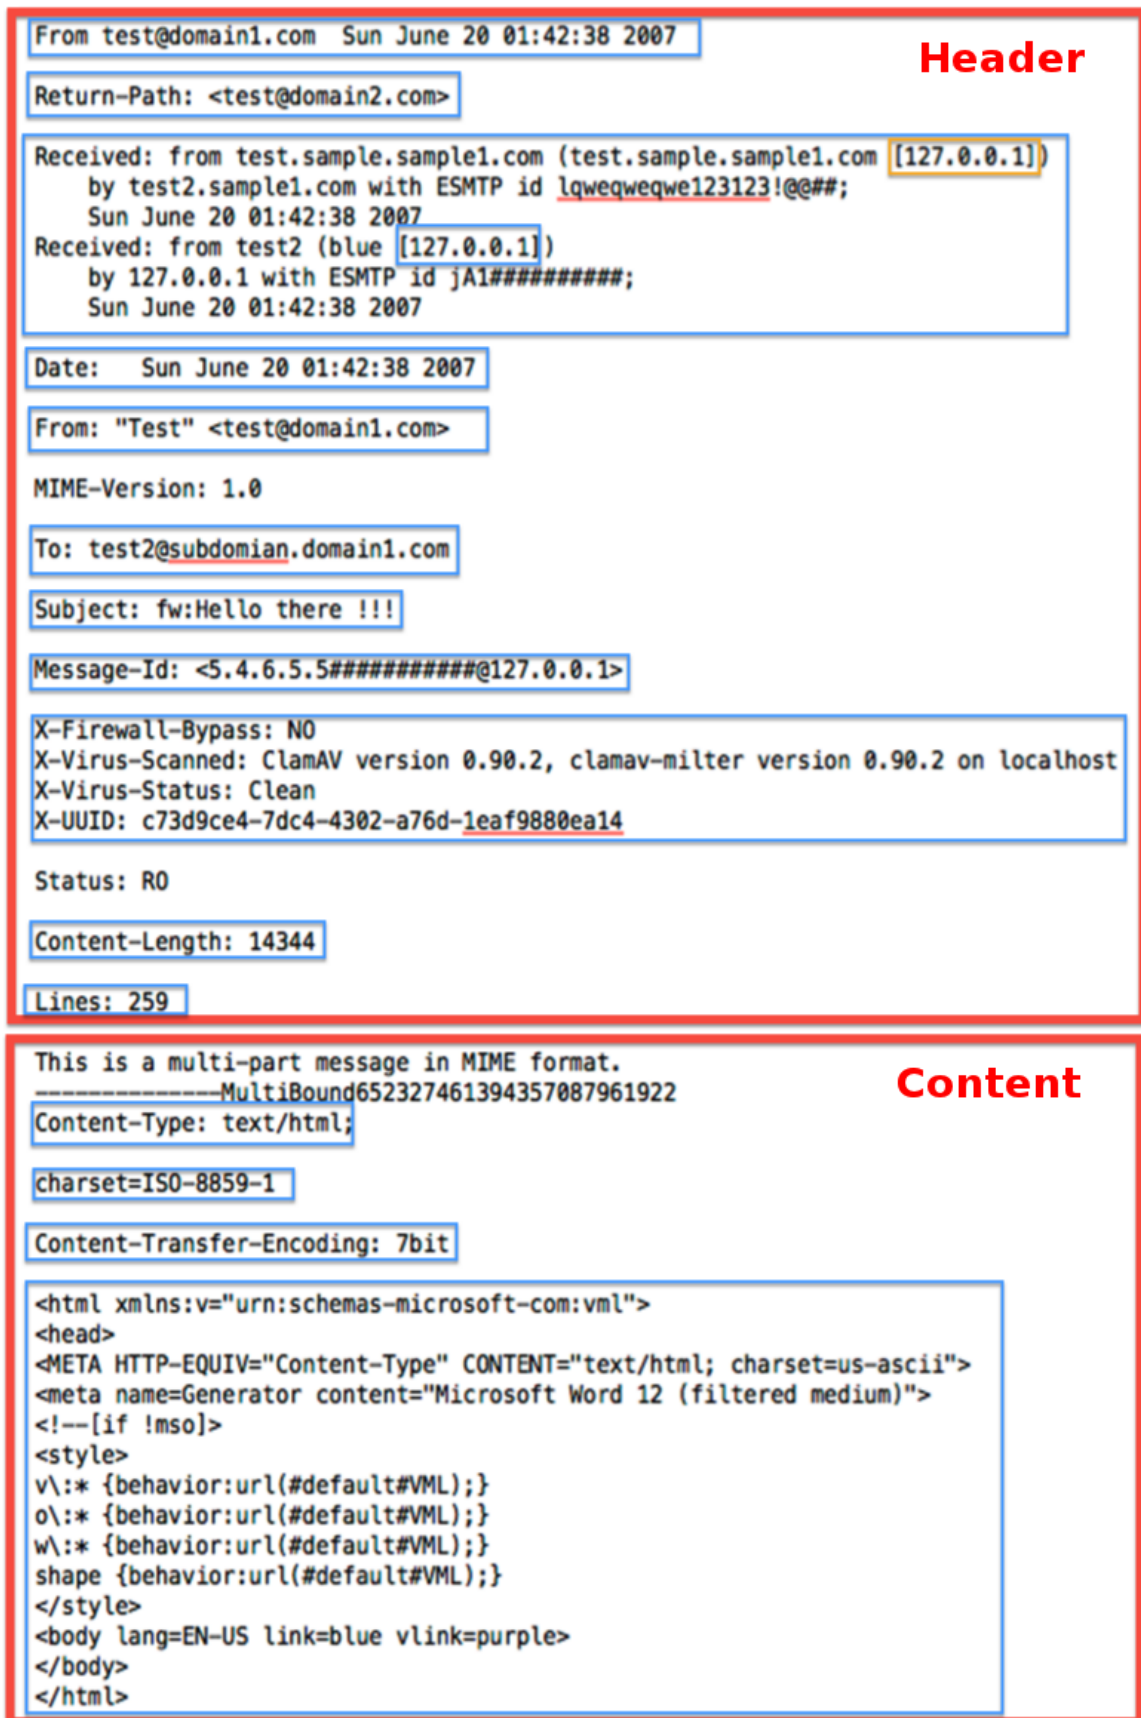 From test@domain1.com  Sun June 20 01:42:38 2007
Header
Return-Path: <test@domain2.com>
Received: from test.sample.sample1.com (test.sample.sample1.com [127.0.0.1])
    by test2.sample1.com with ESMTP id lqweqweqwe123123!@@##;
    Sun June 20 01:42:38 2007
Received: from test2 (blue [127.0.0.1])
    by 127.0.0.1 with ESMTP id jA1##########;
    Sun June 20 01:42:38 2007
Date:   Sun June 20 01:42:38 2007
From: "Test" <test@domain1.com>
MIME-Version: 1.0
To: test2@subdomian.domain1.com
Subject: fw:Hello there !!!
Message-Id: <5.4.6.5.5###########@127.0.0.1>
X-Firewall-Bypass: NO
X-Virus-Scanned: ClamAV version 0.90.2, clamav-milter version 0.90.2 on localhost
X-Virus-Status: Clean
X-UUID: c73d9ce4-7dc4-4302-a76d-1eaf9880ea14
Status: RO
Content-Length: 14344
Lines: 259
This is a multi-part message in MIME format.
Content
--------------MultiBound652327461394357087961922
Content-Type: text/html;
charset=ISO-8859-1
Content-Transfer-Encoding: 7bit
<html xmlns:v="urn:schemas-microsoft-com:vml">
<head>
<META HTTP-EQUIV="Content-Type" CONTENT="text/html; charset=us-ascii">
<meta name=Generator content="Microsoft Word 12 (filtered medium)">
<!--[if !mso]>
<style>
v\:* {behavior:url(#default#VML);}
o\:* {behavior:url(#default#VML);}
w\:* {behavior:url(#default#VML);}
shape {behavior:url(#default#VML);}
</style>
<body lang=EN-US link=blue vlink=purple>
</body>
</html>